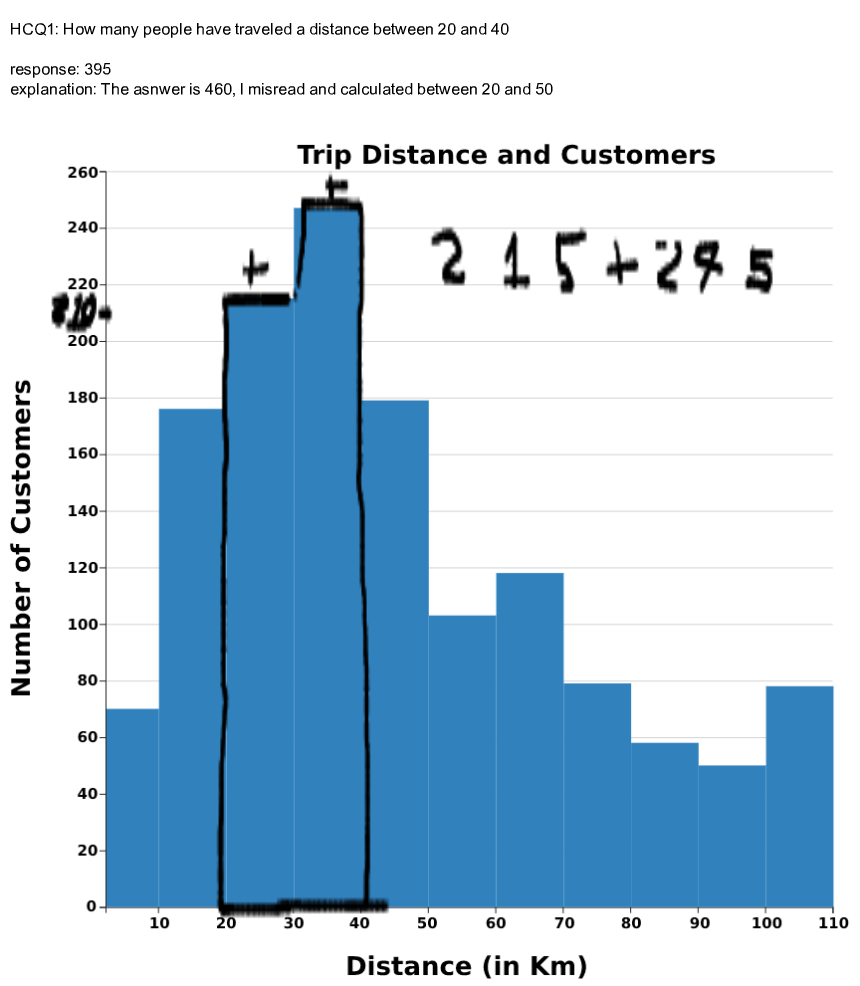 HCQ1: How many people have traveled a distance between 20 and 40
response: 395
explanation: The asnwer is 460, I misread and calculated between 20 and 50
Trip Distance and Customers
260
+
240
2 1 5 + 2 4 5
+
220
200
180
160
140
120
100
80
60
40
20
0
Number of Customers
10 20 30 40 50 60 70 80 90 100 110
Distance (in Km)